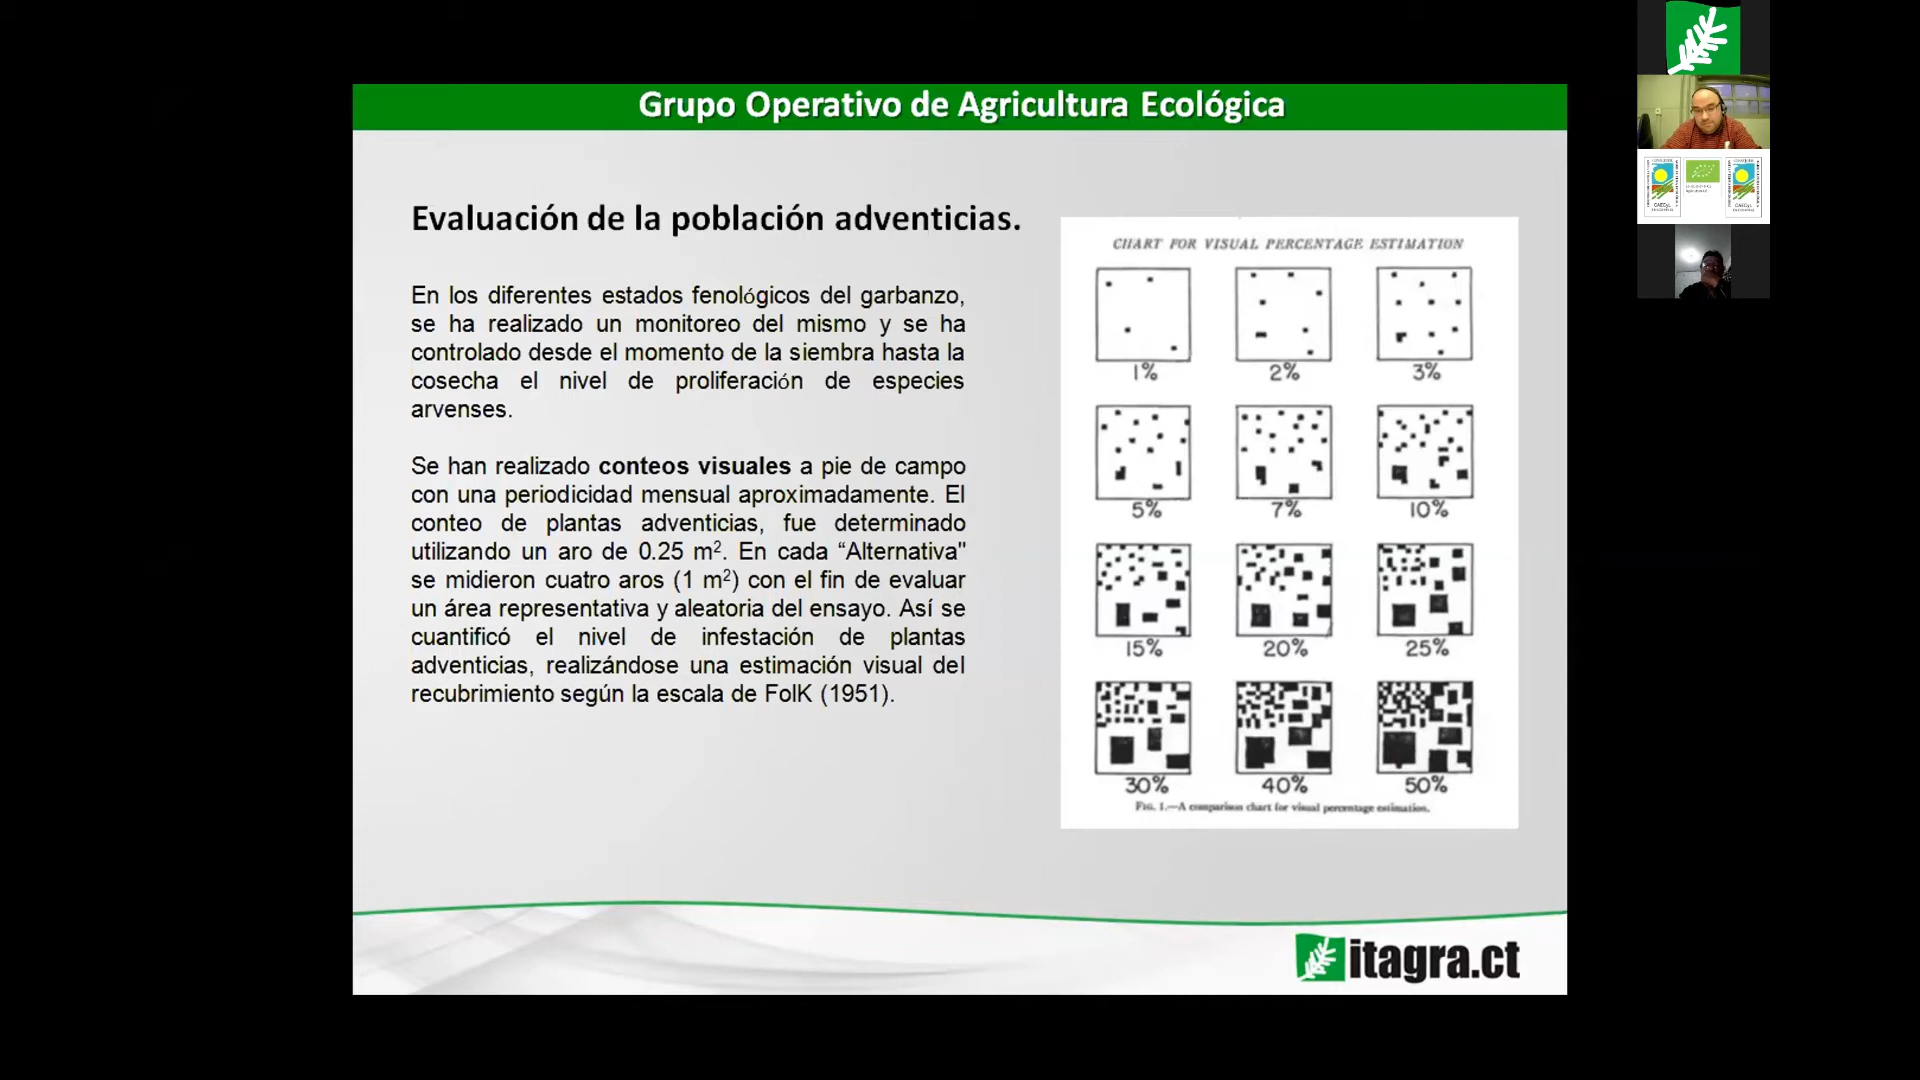 Grupo Operativo de Agricultura Ecológica
Evaluación de la población adventicias.
En los diferentes estados fenológicos del garbanzo,
se ha realizado un monitoreo del mismo y se ha
controlado desde el momento de la siembra hasta la
cosecha el nivel de proliferación de especies
arvenses.
Se han realizado conteos visuales a pie de campo
con una periodicidad mensual aproximadamente. El
conteo de plantas adventicias, fue determinado
utilizando un aro de 0.25 m². En cada “Alternativa"
se midieron cuatro aros (1 m²) con el fin de evaluar
un área representativa y aleatoria del ensayo. Así se
cuantificó el nivel de infestación de plantas
adventicias, realizándose una estimación visual del
recubrimiento según la escala de FolK (1951).
CHART FOR VISUAL PERCENTAGE ESTIMATION
1% 2% 3%
5% 7% 10%
15% 20% 25%
30% 40% 50%
FIG. 1.—A comparison chart for visual percentage estimation.
itagra.ct
CAECyL
CAECyL